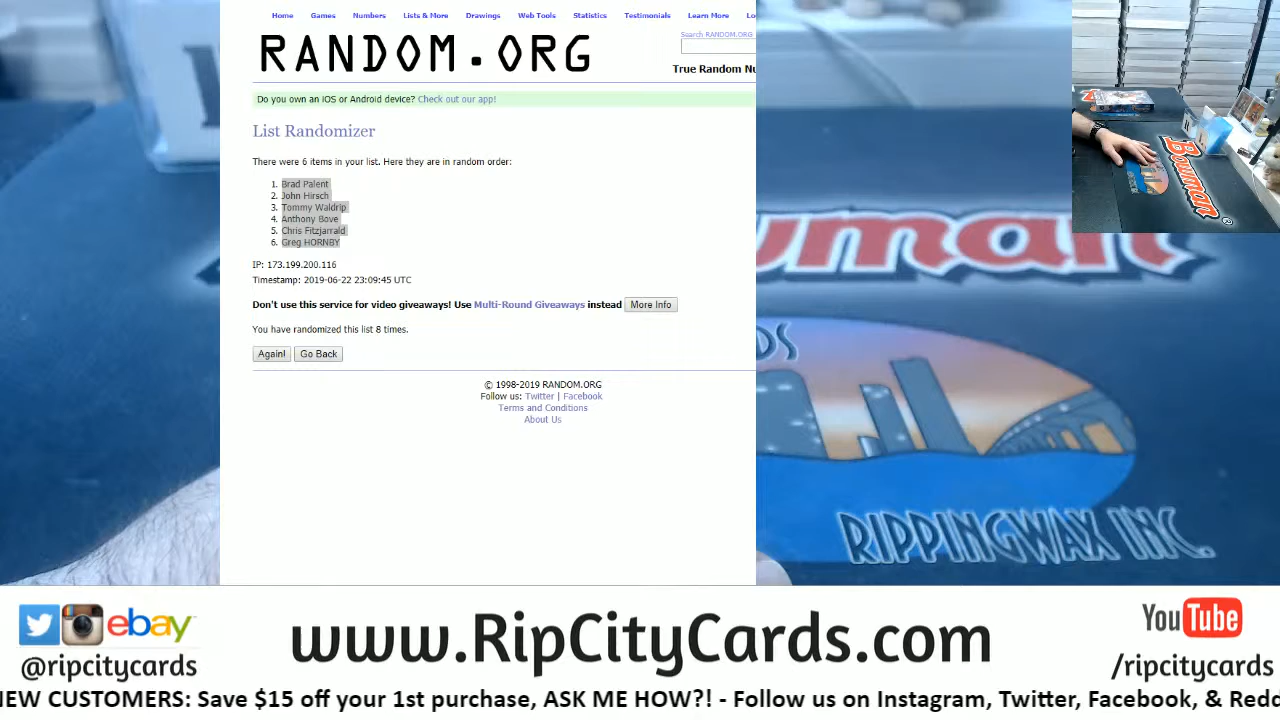 Home Games Numbers Lists & More Drawings Web Tools Statistics Testimonials Learn More Lo
Search RANDOM.ORG
RANDOM.ORG
True Random Nu
Do you own an iOS or Android device? Check out our app!
List Randomizer
There were 6 items in your list. Here they are in random order:
1. Brad Palent
2. John Hirsch
3. Tommy Waldrip
4. Anthony Bove
5. Chris Fitzjarrald
6. Greg HORNBY
IP: 173.199.200.116
Timestamp: 2019-06-22 23:09:45 UTC
Don't use this service for video giveaways! Use Multi-Round Giveaways instead More Info
You have randomized this list 8 times.
Again! Go Back
© 1998-2019 RANDOM.ORG
Follow us: Twitter | Facebook
Terms and Conditions
About Us
Bowman
®
wman
DS
RIPPINGWAX INC.
ebay
@ripcitycards
www.RipCityCards.com
YouTube
/ripcitycards
NEW CUSTOMERS: Save $15 off your 1st purchase, ASK ME HOW?! - Follow us on Instagram, Twitter, Facebook, & Redd